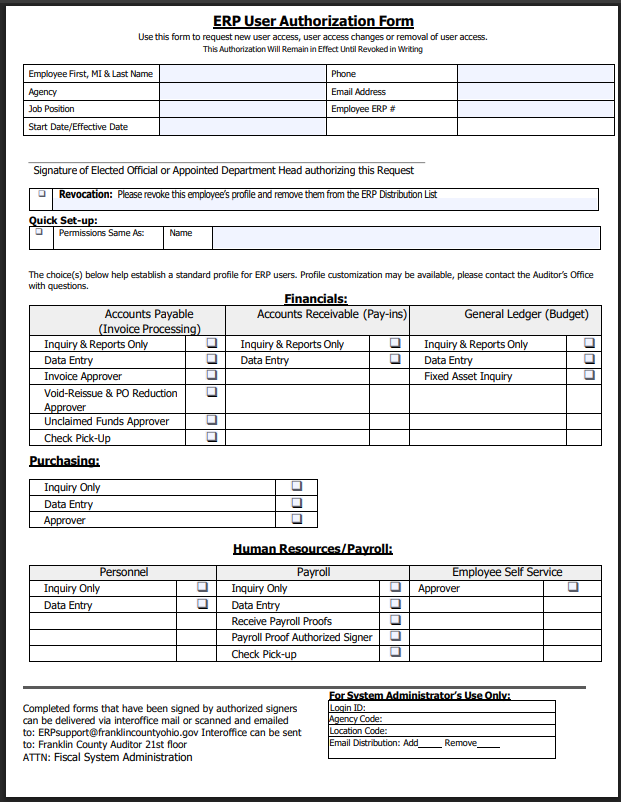 ERP User Authorization Form
Use this form to request new user access, user access changes or removal of user access.
This Authorization Will Remain in Effect Until Revoked in Writing
Employee First, MI & Last Name Phone
Agency Email Address
Job Position Employee ERP #
Start Date/Effective Date
Signature of Elected Official or Appointed Department Head authorizing this Request
Revocation: Please revoke this employee's profile and remove them from the ERP Distribution List
Quick Set-up:
Permissions Same As: Name
The choice(s) below help establish a standard profile for ERP users. Profile customization may be available, please contact the Auditor's Office
with questions.
Financials:
Accounts Payable Accounts Receivable (Pay-ins) General Ledger (Budget)
(Invoice Processing)
Inquiry & Reports Only Inquiry & Reports Only Inquiry & Reports Only
Data Entry Data Entry Data Entry
Invoice Approver Fixed Asset Inquiry
Void-Reissue & PO Reduction
Approver
Unclaimed Funds Approver
Check Pick-Up
Purchasing:
Inquiry Only
Data Entry
Approver
Human Resources/Payroll:
Personnel Payroll Employee Self Service
Inquiry Only Inquiry Only Approver
Data Entry Data Entry
Receive Payroll Proofs
Payroll Proof Authorized Signer
Check Pick-up
Completed forms that have been signed by authorized signers
can be delivered via interoffice mail or scanned and emailed
to: ERPsupport@franklincountyohio.gov Interoffice can be sent
to: Franklin County Auditor 21st floor
ATTN: Fiscal System Administration
For System Administrator's Use Only:
Login ID:
Agency Code:
Location Code:
Email Distribution: Add_____ Remove_____